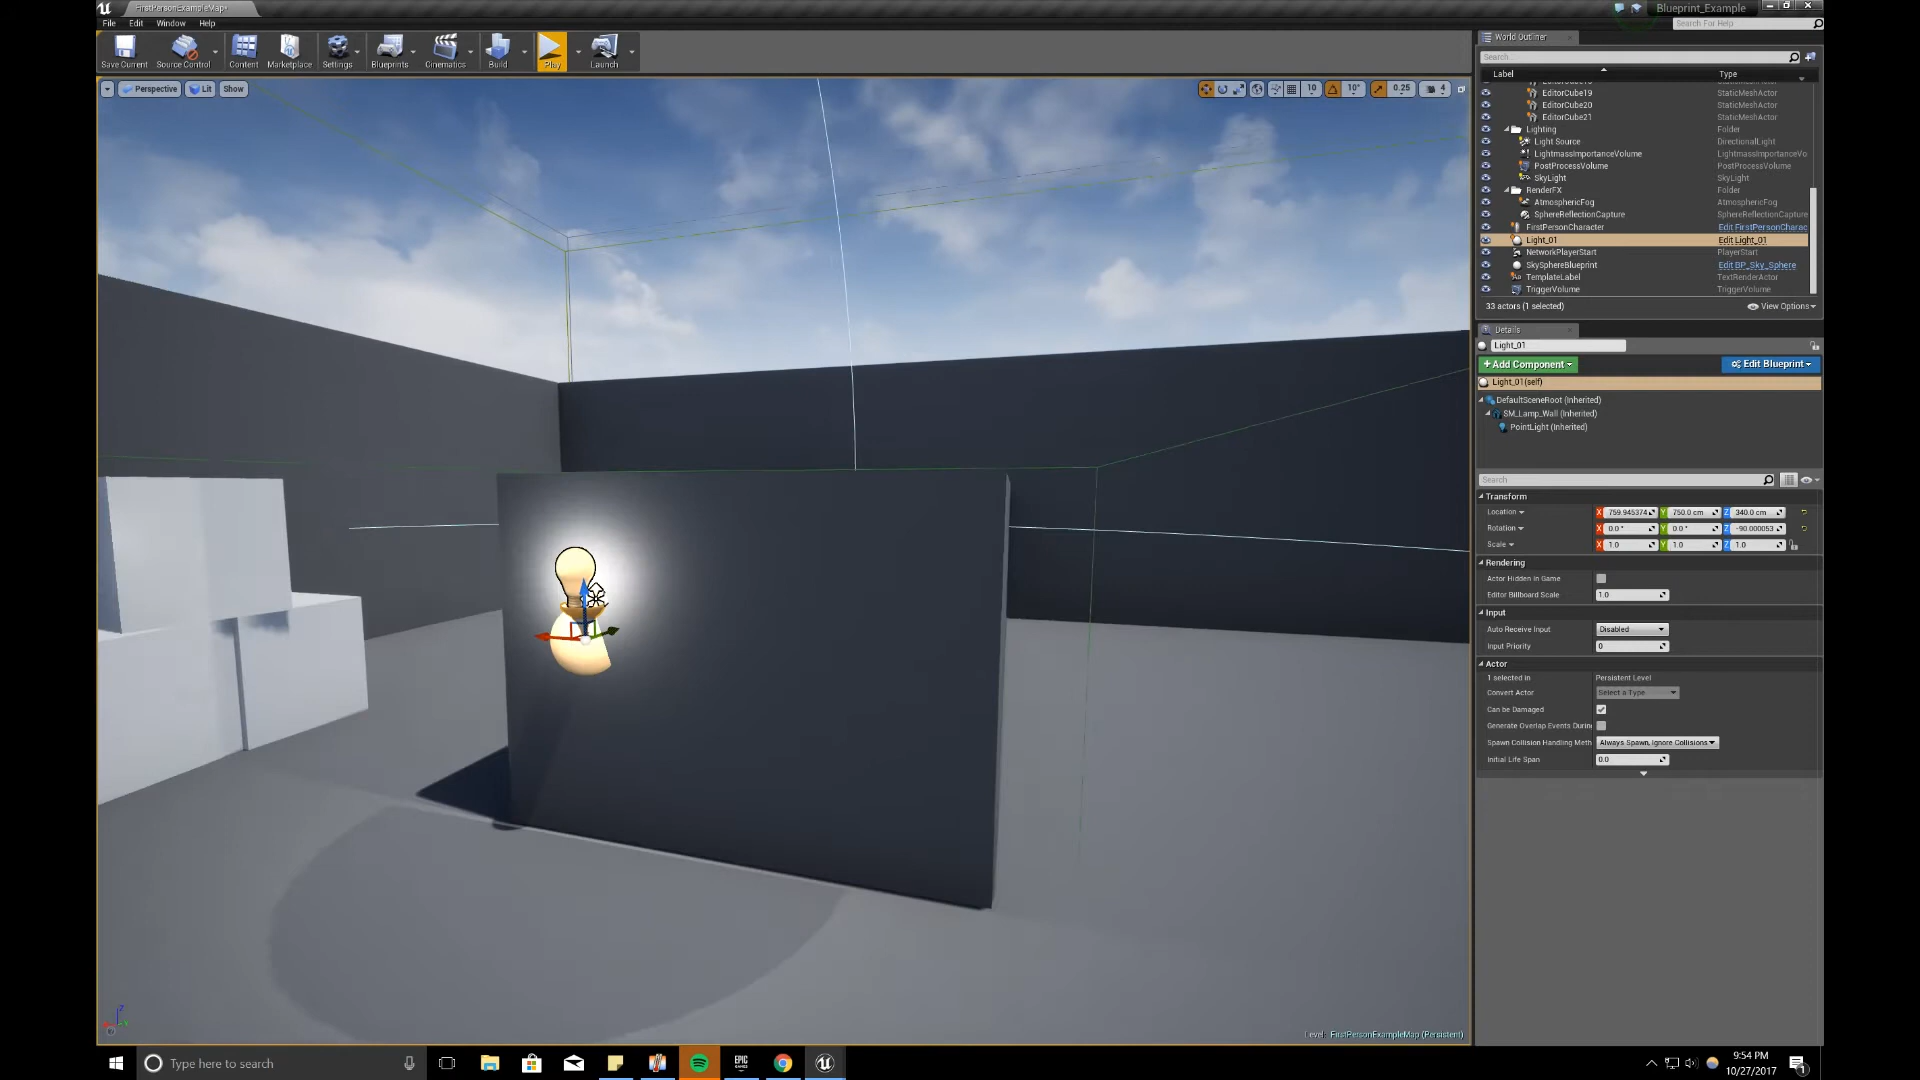 FirstPersonExampleMap*
Blueprint_Example
File Edit Window Help
Search For Help
Save Current Source Control Content Marketplace Settings Blueprints Cinematics Build Play Launch
Perspective Lit Show
10 10° 0.25 4
World Outliner
Search
Label Type
EditorCube19 StaticMeshActor
EditorCube20 StaticMeshActor
EditorCube21 StaticMeshActor
Lighting Folder
Light Source DirectionalLight
LightmassImportanceVolume LightmassImportanceVo
PostProcessVolume PostProcessVolume
SkyLight SkyLight
RenderFX Folder
AtmosphericFog AtmosphericFog
SphereReflectionCapture SphereReflectionCapture
FirstPersonCharacter Edit FirstPersonCharac
Light_01 Edit Light_01
NetworkPlayerStart PlayerStart
SkySphereBlueprint Edit BP_Sky_Sphere
TemplateLabel TextRenderActor
TriggerVolume TriggerVolume
33 actors (1 selected) View Options
Details
Light_01
+Add Component Edit Blueprint
Light_01(self)
DefaultSceneRoot (Inherited)
SM_Lamp_Wall (Inherited)
PointLight (Inherited)
Search
Transform
Location X 759.945374 Y 750.0 cm Z 340.0 cm
Rotation X 0.0 ° Y 0.0 ° Z -90.000053
Scale X 1.0 Y 1.0 Z 1.0
Rendering
Actor Hidden In Game
Editor Billboard Scale 1.0
Input
Auto Receive Input Disabled
Input Priority 0
Actor
1 selected in Persistent Level
Convert Actor Select a Type
Can be Damaged
Generate Overlap Events Durin
Spawn Collision Handling Meth Always Spawn, Ignore Collisions
Initial Life Span 0.0
Level: FirstPersonExampleMap (Persistent)
Type here to search
EPIC
GAMES
9:54 PM
10/27/2017
1